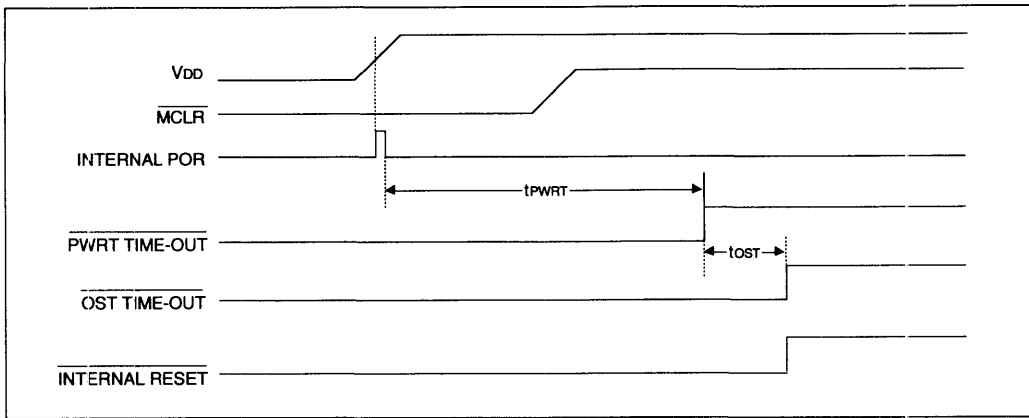 VDD
MCLR
INTERNAL POR
tPWRT
PWRT TIME-OUT
tOST
OST TIME-OUT
INTERNAL RESET